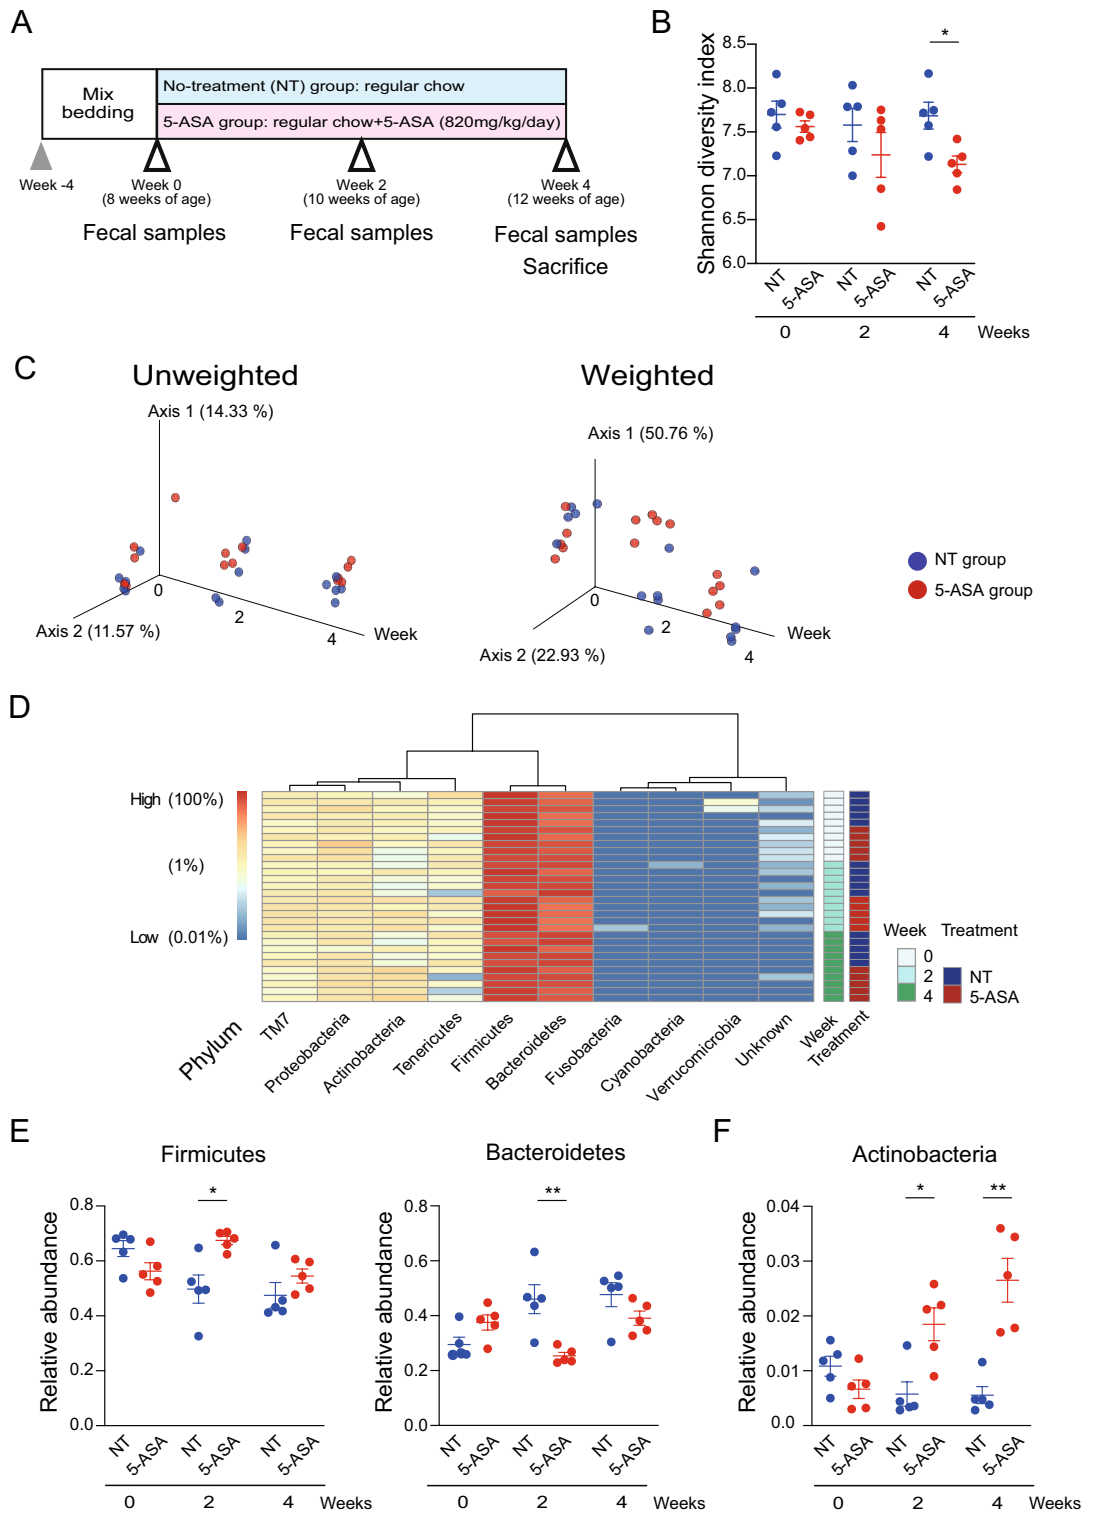 A
Mix
bedding
No-treatment (NT) group: regular chow
5-ASA group: regular chow+5-ASA (820mg/kg/day)
Week -4
Week 0
(8 weeks of age)
Fecal samples
Week 2
(10 weeks of age)
Fecal samples
Week 4
(12 weeks of age)
Fecal samples
Sacrifice
B
Shannon diversity index
8.5
8.0
7.5
7.0
6.5
6.0
*
NT
5-ASA
NT
5-ASA
NT
5-ASA
0
2
4
Weeks
C
Unweighted
Axis 1 (14.33 %)
Axis 2 (11.57 %)
0
2
4
Week
Weighted
Axis 1 (50.76 %)
Axis 2 (22.93 %)
0
2
4
Week
NT group
5-ASA group
D
High (100%)
(1%)
Low (0.01%)
Phylum
TM7
Proteobacteria
Actinobacteria
Tenericutes
Firmicutes
Bacteroidetes
Fusobacteria
Cyanobacteria
Verrucomicrobia
Unknown
Week
Treatment
Week Treatment
0
2
4
NT
5-ASA
E
Firmicutes
Relative abundance
0.8
0.6
0.4
0.2
0.0
*
NT
5-ASA
NT
5-ASA
NT
5-ASA
0
2
4
Weeks
Bacteroidetes
Relative abundance
0.8
0.6
0.4
0.2
0.0
**
NT
5-ASA
NT
5-ASA
NT
5-ASA
0
2
4
Weeks
F
Actinobacteria
Relative abundance
0.04
0.03
0.02
0.01
0.0
*
**
NT
5-ASA
NT
5-ASA
NT
5-ASA
0
2
4
Weeks